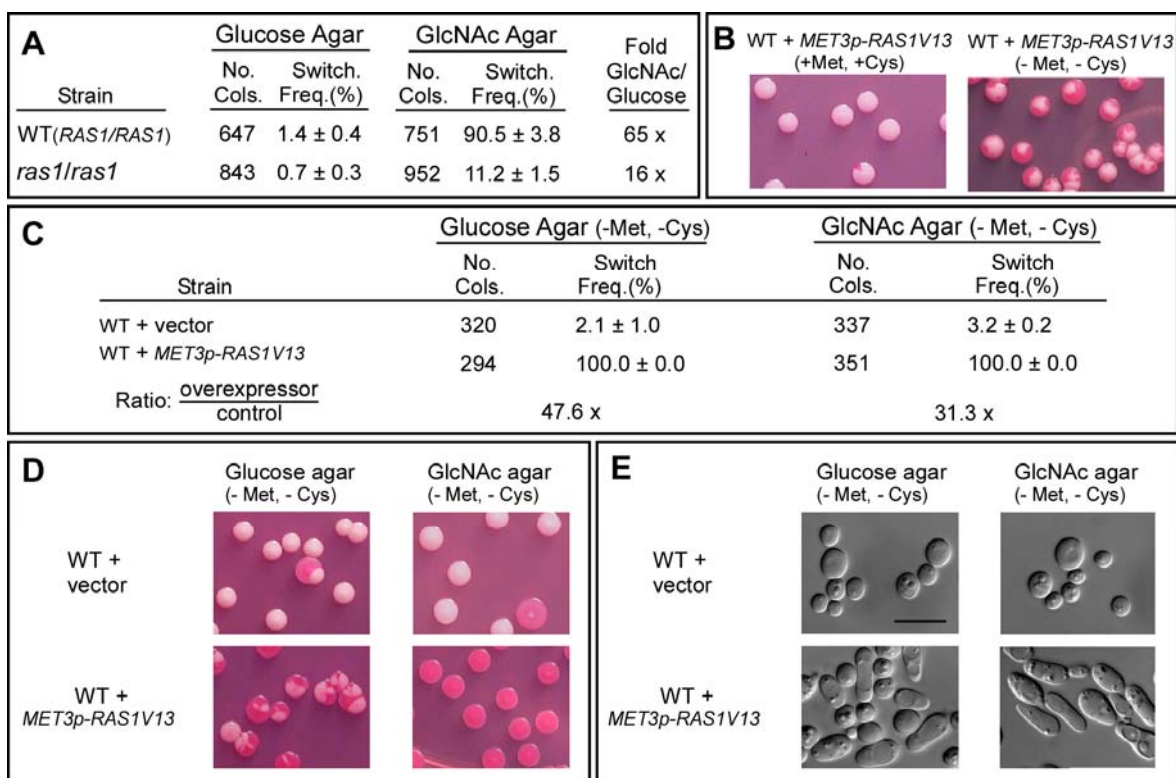 A
Glucose Agar GlcNAc Agar Fold GlcNAc/ Glucose
Strain No. Cols. Switch. Freq.(%) No. Cols. Switch. Freq.(%)
WT(RAS1/RAS1) 647 1.4 ± 0.4 751 90.5 ± 3.8 65 x
ras1/ras1 843 0.7 ± 0.3 952 11.2 ± 1.5 16 x
B
WT + MET3p-RAS1V13 WT + MET3p-RAS1V13
(+Met, +Cys) (- Met, - Cys)
C
Glucose Agar (-Met, -Cys) GlcNAc Agar (- Met, - Cys)
No. Switch No. Switch
Strain Cols. Freq.(%) Cols. Freq.(%)
WT + vector 320 2.1 ± 1.0 337 3.2 ± 0.2
WT + MET3p-RAS1V13 294 100.0 ± 0.0 351 100.0 ± 0.0
Ratio: overexpressor
control
47.6 x 31.3 x
D
Glucose agar GlcNAc agar
(- Met, - Cys) (- Met, - Cys)
WT +
vector
WT +
MET3p-RAS1V13
E
Glucose agar GlcNAc agar
(- Met, - Cys) (- Met, - Cys)
WT +
vector
WT +
MET3p-RAS1V13